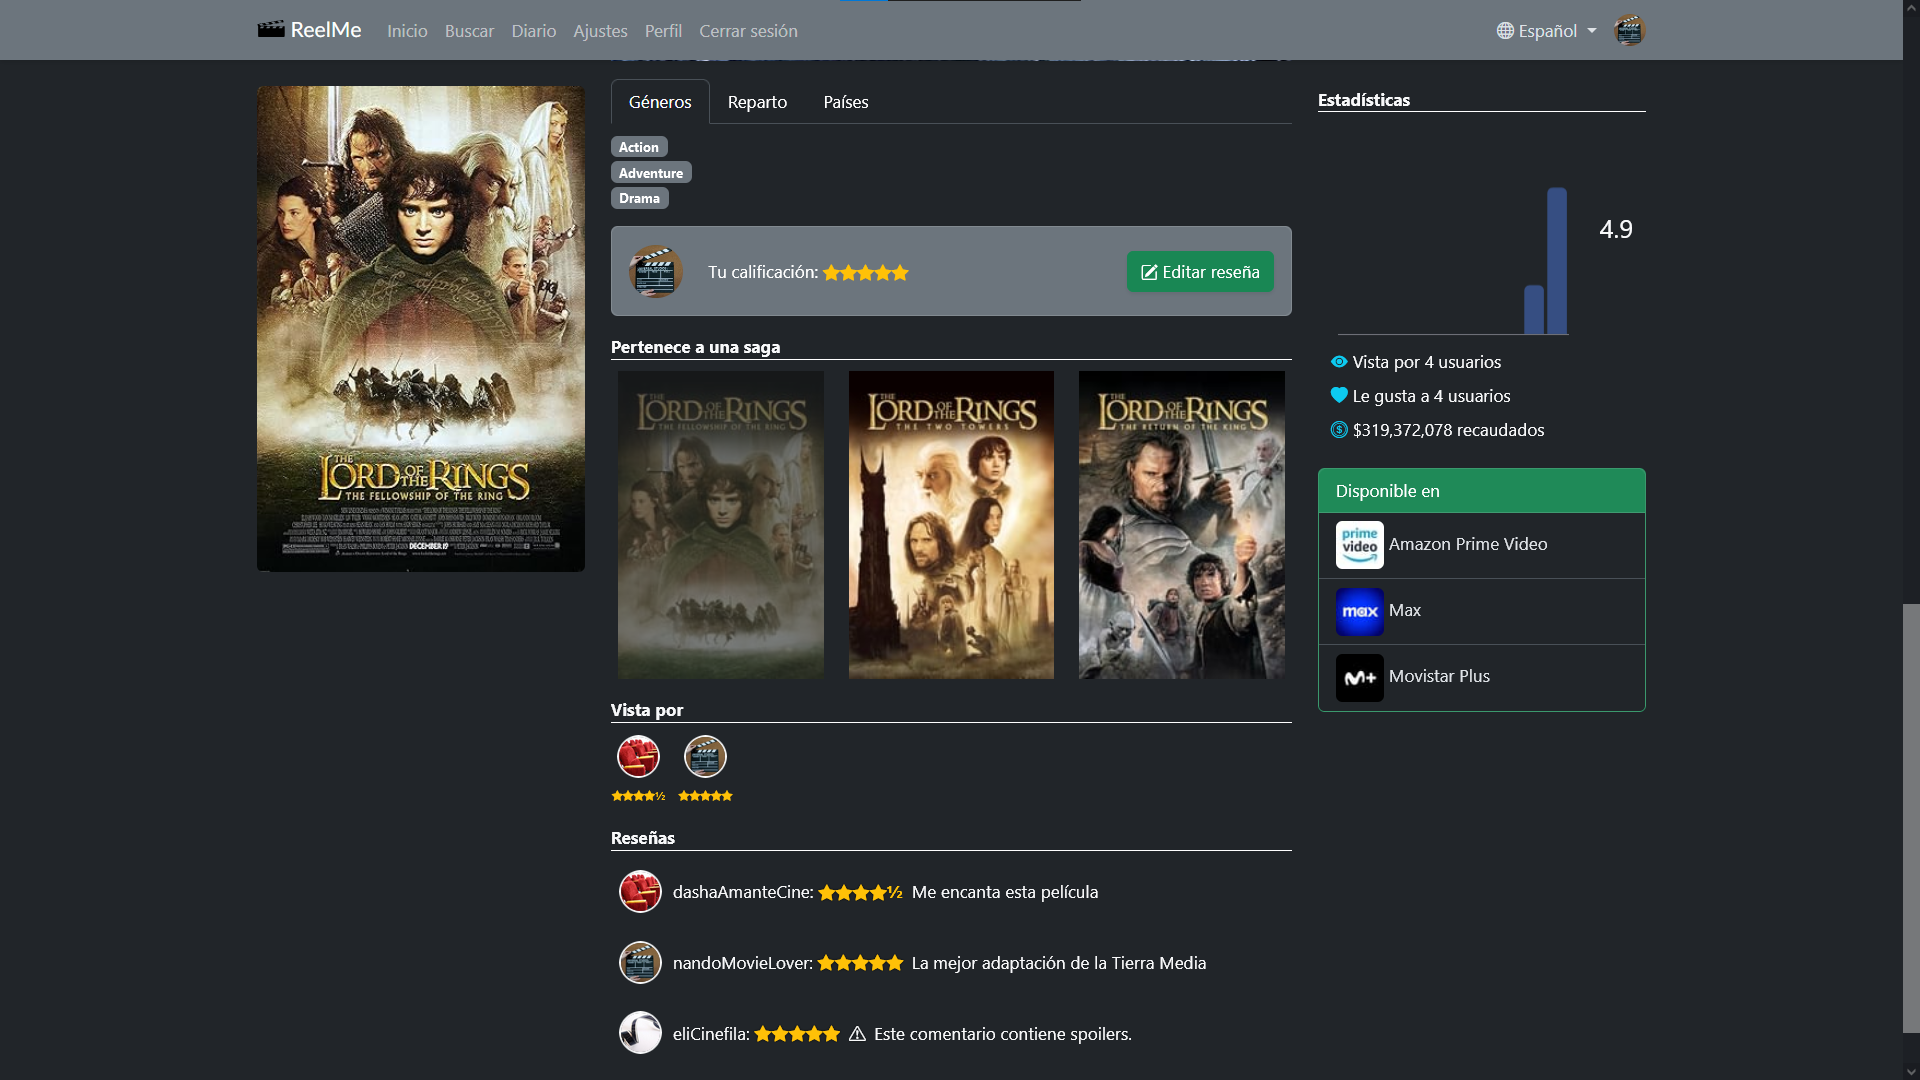 ReelMe Inicio Buscar Diario Ajustes Perfil Cerrar sesión Español
THE LORD OF THE RINGS
THE FELLOWSHIP OF THE RING
DECEMBER 19
Géneros Reparto Países
Action
Adventure
Drama
Tu calificación: ★★★★★ Editar reseña
Pertenece a una saga
THE LORD OF THE RINGS
THE FELLOWSHIP OF THE RING
THE LORD OF THE RINGS
THE TWO TOWERS
THE LORD OF THE RINGS
THE RETURN OF THE KING
Vista por
★★★★½ ★★★★★
Reseñas
dashaAmanteCine: ★★★★½ Me encanta esta película
nandoMovieLover: ★★★★★ La mejor adaptación de la Tierra Media
eliCinefila: ★★★★★ ⚠ Este comentario contiene spoilers.
Estadísticas
4.9
Vista por 4 usuarios
Le gusta a 4 usuarios
$319,372,078 recaudados
Disponible en
prime video Amazon Prime Video
max Max
M+ Movistar Plus